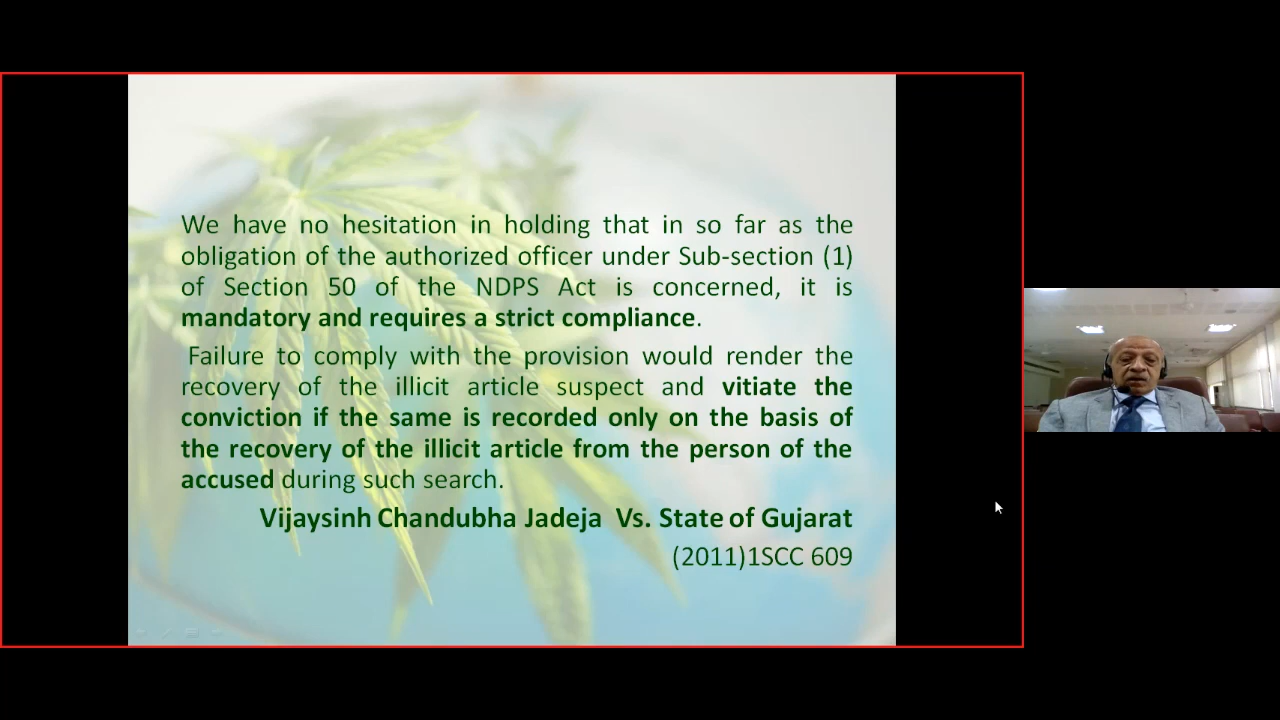 We have no hesitation in holding that in so far as the
obligation of the authorized officer under Sub-section (1)
of Section 50 of the NDPS Act is concerned, it is
mandatory and requires a strict compliance.
Failure to comply with the provision would render the
recovery of the illicit article suspect and vitiate the
conviction if the same is recorded only on the basis of
the recovery of the illicit article from the person of the
accused during such search.
Vijaysinh Chandubha Jadeja Vs. State of Gujarat
(2011)1SCC 609